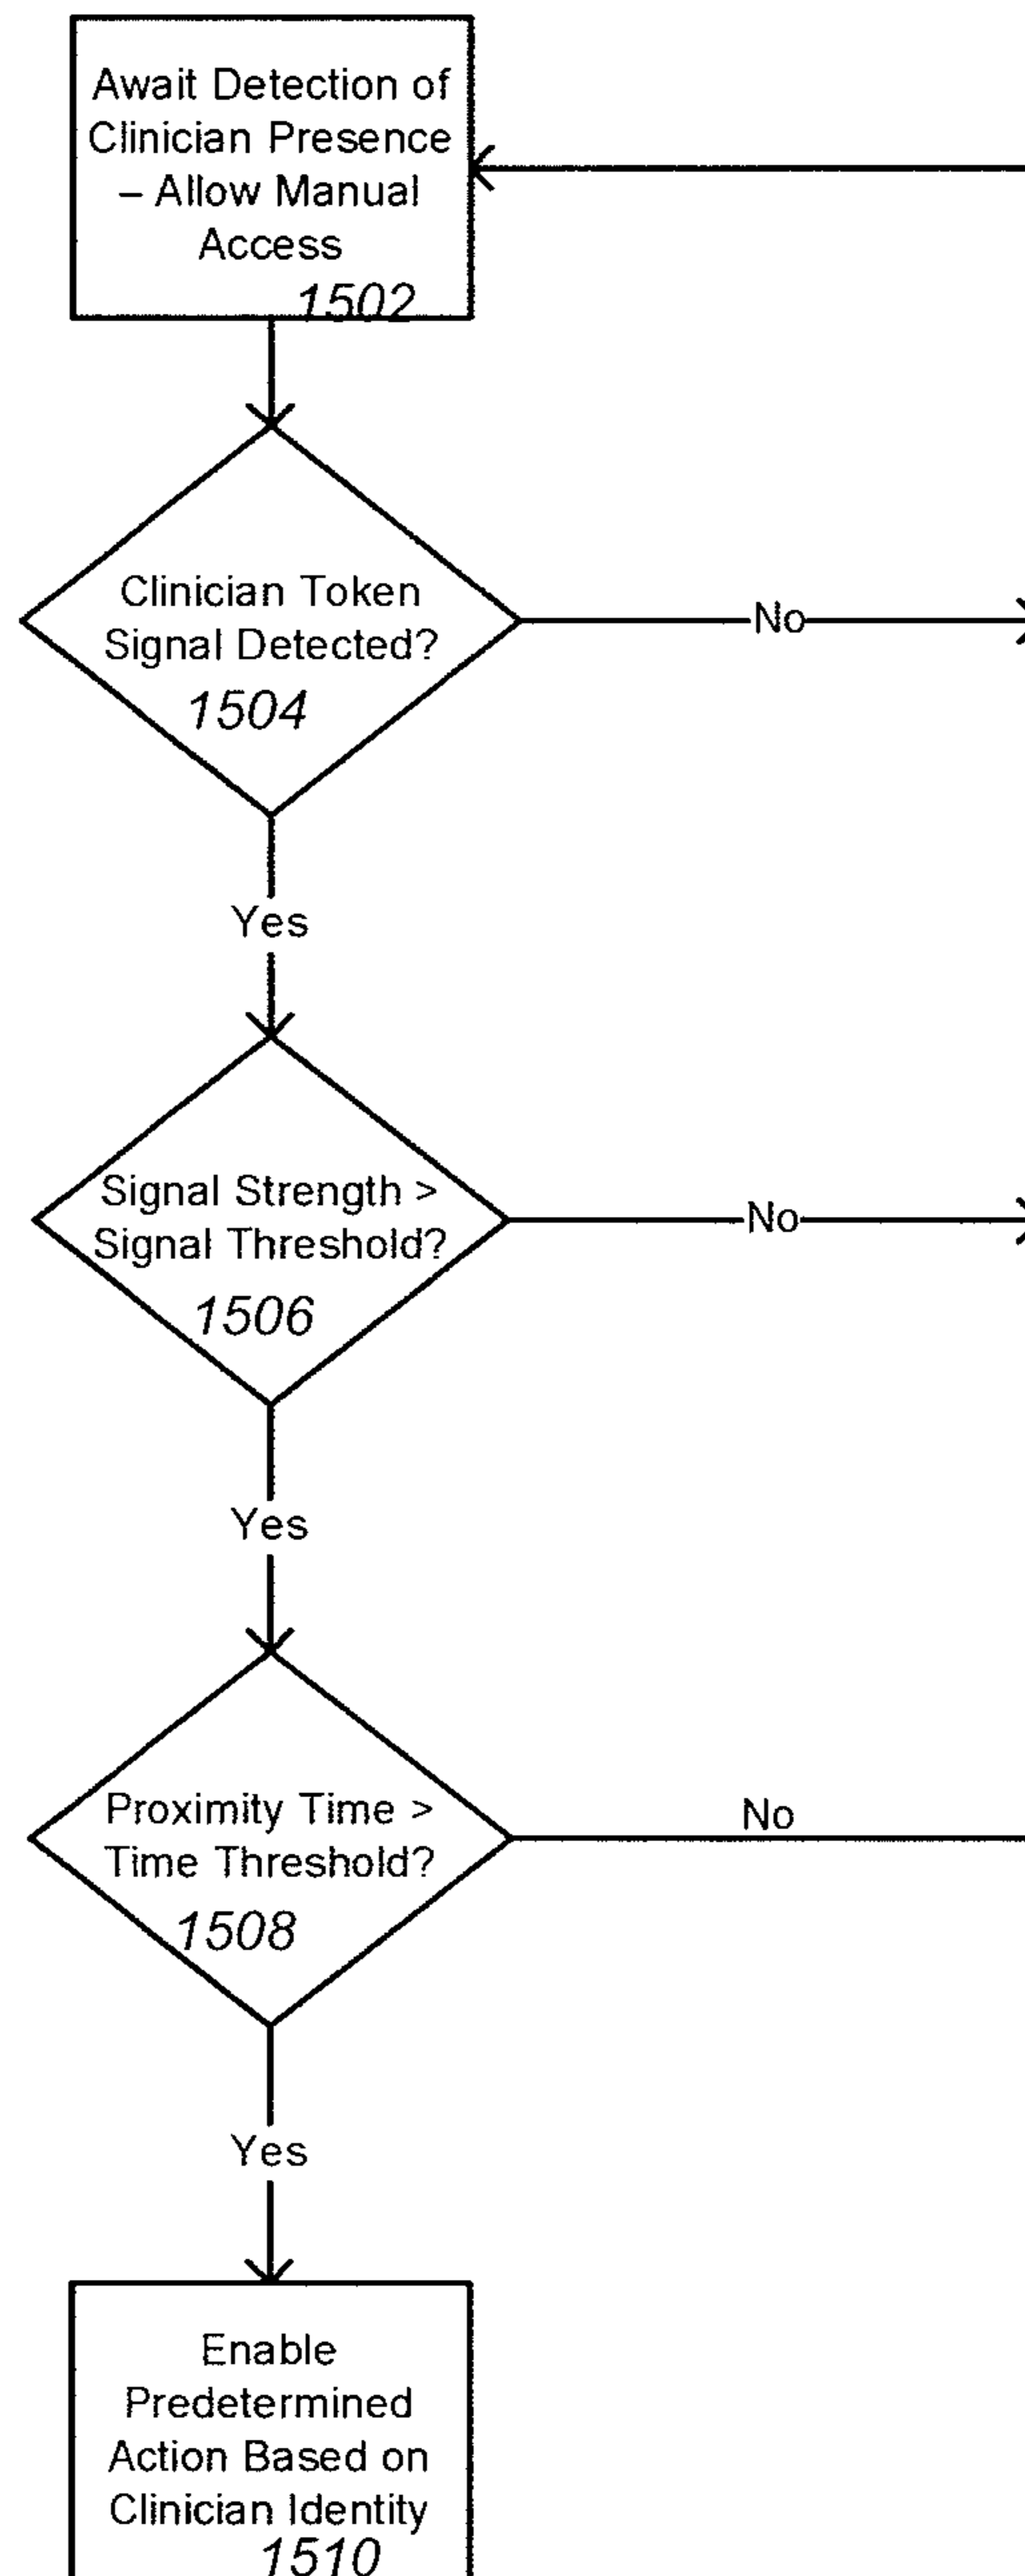 Await Detection of
Clinician Presence
– Allow Manual
Access
1502
Clinician Token
Signal Detected?
1504
No
Yes
Signal Strength >
Signal Threshold?
1506
No
Yes
Proximity Time >
Time Threshold?
1508
No
Yes
Enable
Predetermined
Action Based on
Clinician Identity
1510